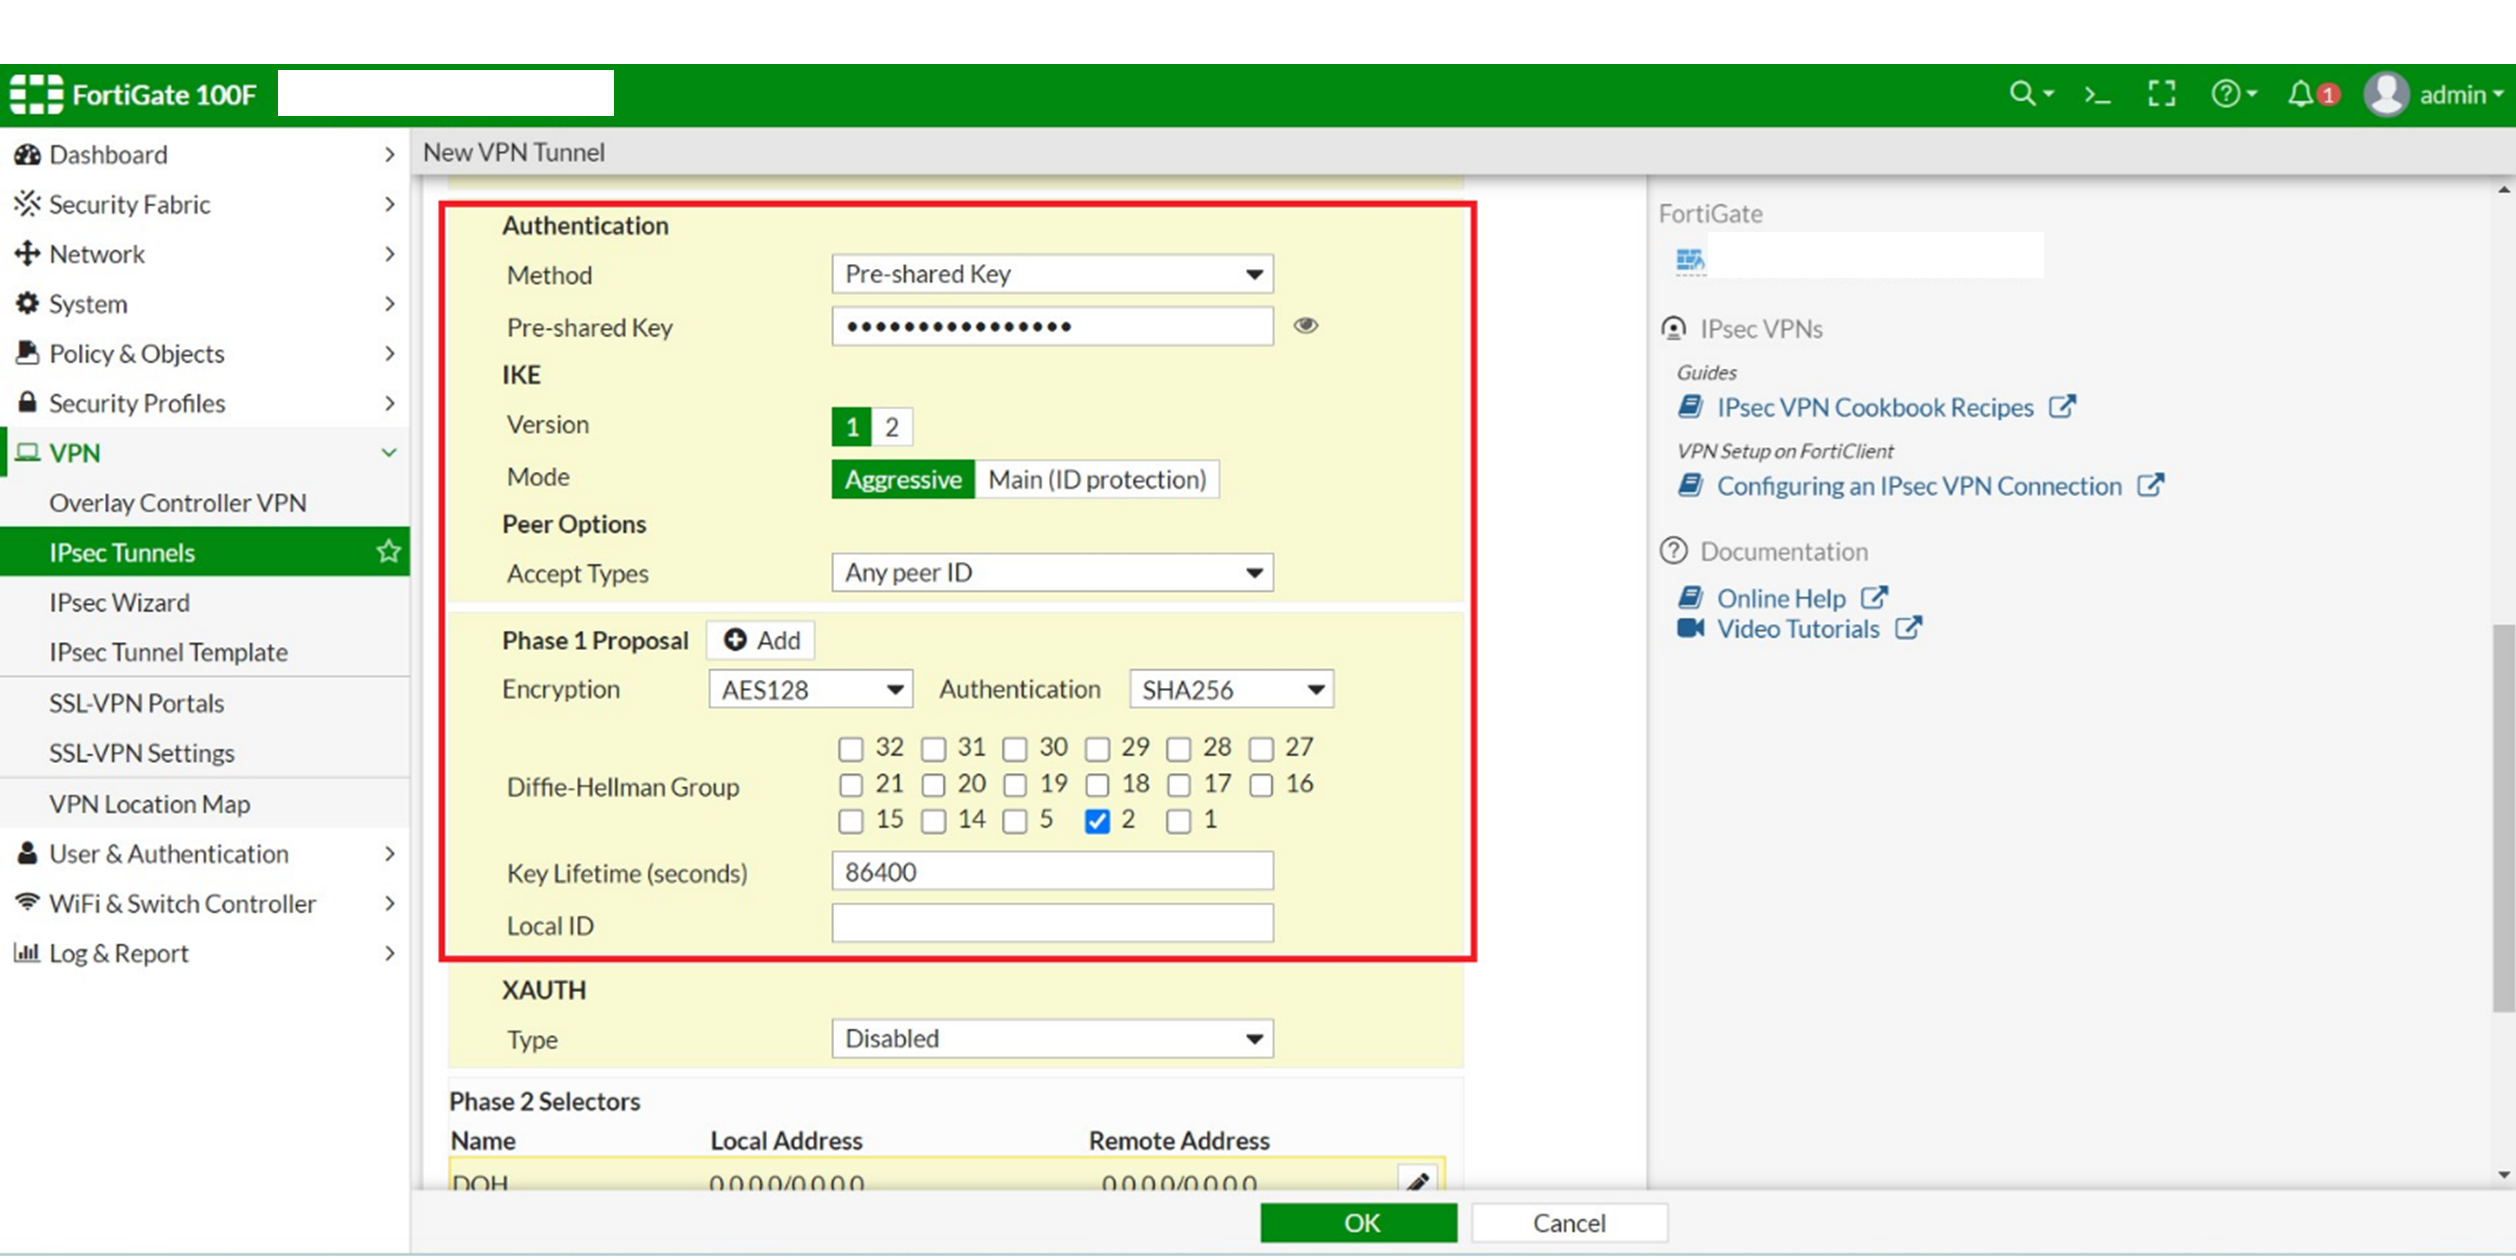 FortiGate 100F
1
admin
Dashboard
Security Fabric
Network
System
Policy & Objects
Security Profiles
VPN
Overlay Controller VPN
IPsec Tunnels
IPsec Wizard
IPsec Tunnel Template
SSL-VPN Portals
SSL-VPN Settings
VPN Location Map
User & Authentication
WiFi & Switch Controller
Log & Report
New VPN Tunnel
Authentication
Method Pre-shared Key
Pre-shared Key ••••••••••••••••
IKE
Version 1 2
Mode Aggressive Main (ID protection)
Peer Options
Accept Types Any peer ID
Phase 1 Proposal Add
Encryption AES128 Authentication SHA256
32 31 30 29 28 27
Diffie-Hellman Group 21 20 19 18 17 16
15 14 5 2 1
Key Lifetime (seconds) 86400
Local ID
XAUTH
Type Disabled
Phase 2 Selectors
Name Local Address Remote Address
DOH 0.0.0.0/0.0.0.0 0.0.0.0/0.0.0.0
OK Cancel
FortiGate
IPsec VPNs
Guides
IPsec VPN Cookbook Recipes
VPN Setup on FortiClient
Configuring an IPsec VPN Connection
Documentation
Online Help
Video Tutorials